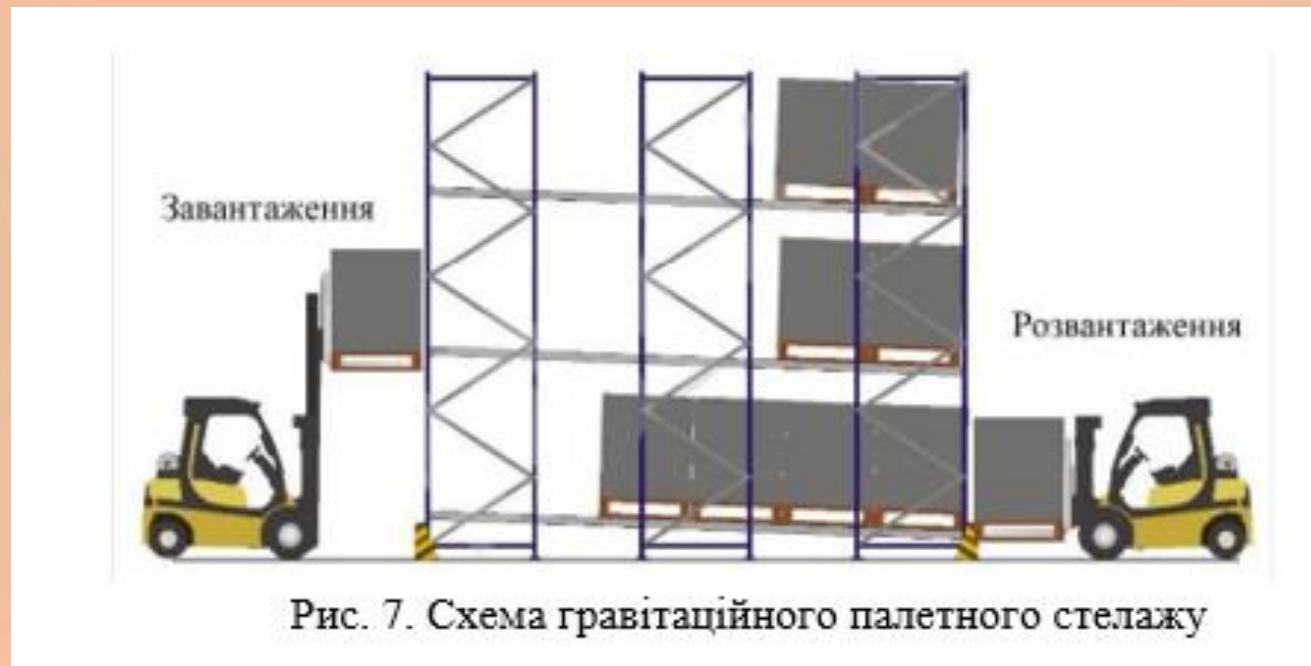 Завантаження
Розвантаження
Рис. 7. Схема гравітаційного палетного стелажу